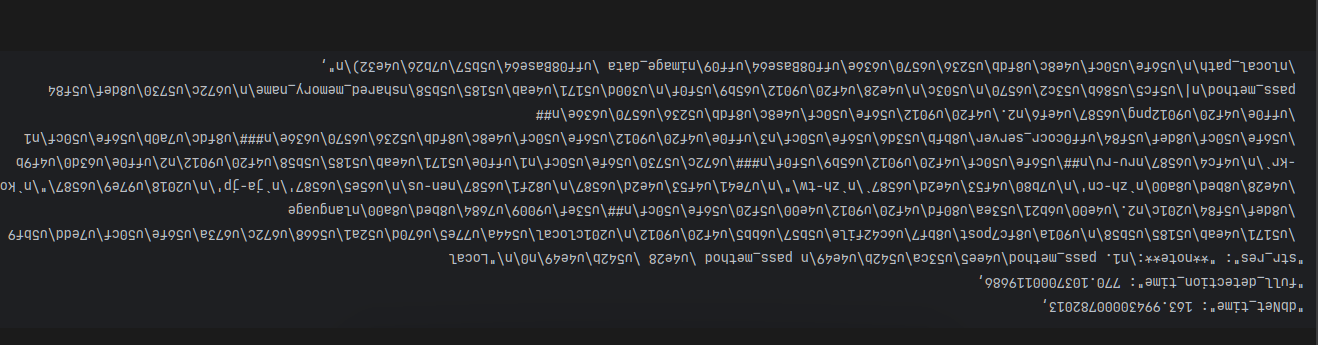 "dbNet_time": 163.99430000782013,
"full_detection_time": 770.1037000119686,
"str_res": "**note**:\n1. pass_method\u4ee5\u53ca\u542b\u4e49\n pass_method \u4e28 \u542b\u4e49\n0\n\"Local
\u5171\u4eab\u5185\u5b58\n\u901a\u8fc7post\u8bf7\u6c42file\u5b57\u6bb5\u4f20\u9012\n\u201clocal\u544a\u77e5\u670d\u52a1\u5668\u672c\u673a\u56fe\u50cf\u7edd\u5bf9
\u8def\u5f84\u201c\n2.\u4e00\u6b21\u53ea\u80fd\u4f20\u9012\u4e00\u5f20\u56fe\u50cf\n##\u53ef\u9009\u7684\u8bed\u8a00\nlanguage
\u4e28\u8bed\u8a00\n`zh-cn'\n\u7b80\u4f53\u4e2d\u6587`\n`zh-tw\"\n\u7e41\u4f53\u4e2d\u6587\n\u82f1\u6587\nen-us\n\u65e5\u6587'\n`ja-jp'\n\u2018\u97e9\u6587\"\n`ko
-kr`\n\u4fc4\u6587\nru-ru\n##\u56fe\u50cf\u4f20\u9012\u65b9\u5f0f\n###\u672c\u5730\u56fe\u50cf\n1\uff0e\u5171\u4eab\u5185\u5b58\u4f20\u9012\n2\uff0e\u63d0\u4f9b
\u56fe\u50cf\u8def\u5f84\uff0cocr_server\u8bfb\u53d6\u56fe\u50cf\n3\uff0e\u4f20\u9012\u56fe\u50cf\u4e8c\u8fdb\u5236\u6570\u636e\n###\u8fdc\u7a0b\u56fe\u50cf\n1
\uff0e\u4f20\u9012png\u6587\u4ef6\n2.\u4f20\u9012\u56fe\u50cf\u4e8c\u8fdb\u5236\u6570\u636e\n##
pass_method\n|\u5fc5\u586b\u53c2\u6570\n\u503c\n\u4e28\u4f20\u9012\u65b9\u5f0f\n\u300d\u5171\u4eab\u5185\u5b58\nshared_memory_name\n\u672c\u5730\u8def\u5f84
\nlocal_path\n\u56fe\u50cf\u4e8c\u8fdb\u5236\u6570\u636e\uff08Base64\uff09\nimage_data \uff08Base64\u5b57\u7b26\u4e32)\n",